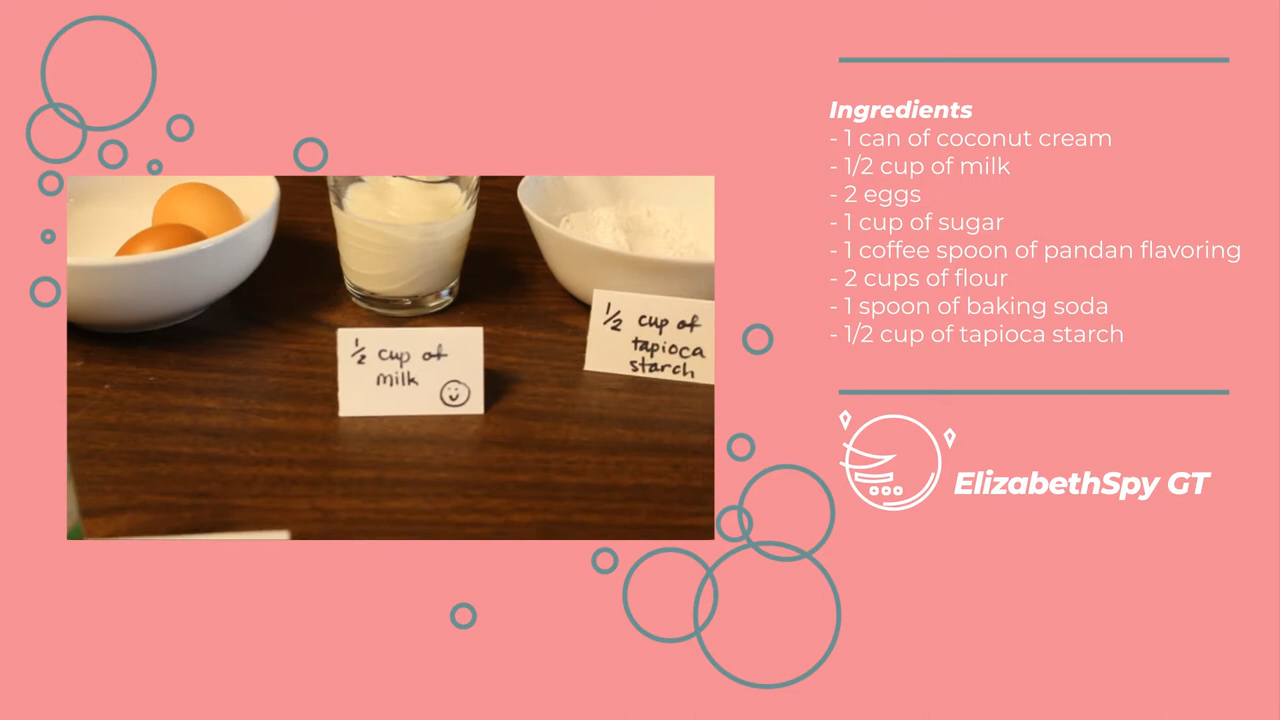 Ingredients
- 1 can of coconut cream
- 1/2 cup of milk
- 2 eggs
- 1 cup of sugar
- 1 coffee spoon of pandan flavoring
- 2 cups of flour
- 1 spoon of baking soda
- 1/2 cup of tapioca starch
ElizabethSpy GT
1/2 cup of
milk
1/2 cup of
tapioca
starch